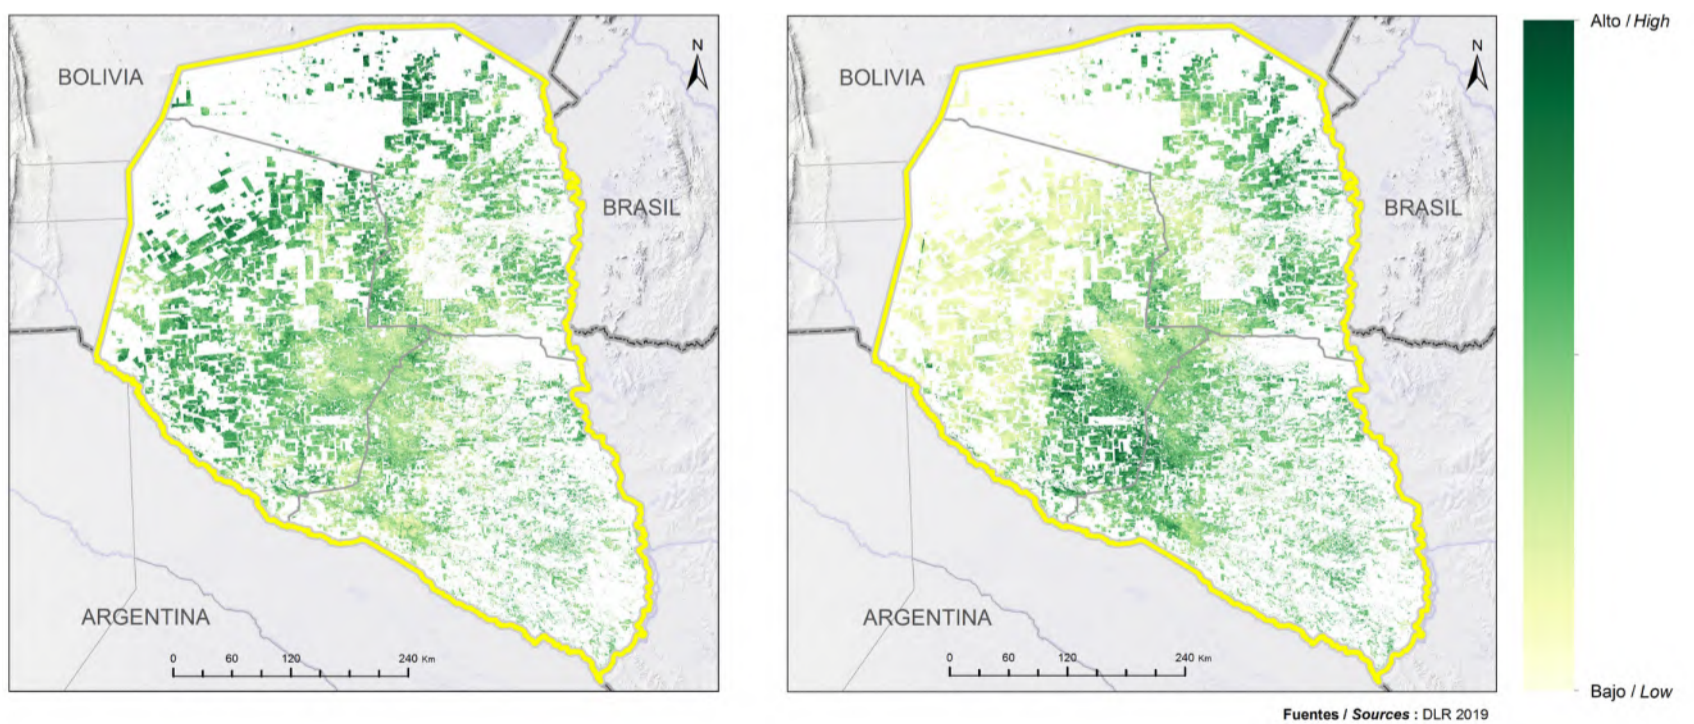 N
BOLIVIA
BRASIL
ARGENTINA
0 60 120 240 Km
N
BOLIVIA
BRASIL
ARGENTINA
0 60 120 240 Km
Alto / High
Bajo / Low
Fuentes / Sources : DLR 2019